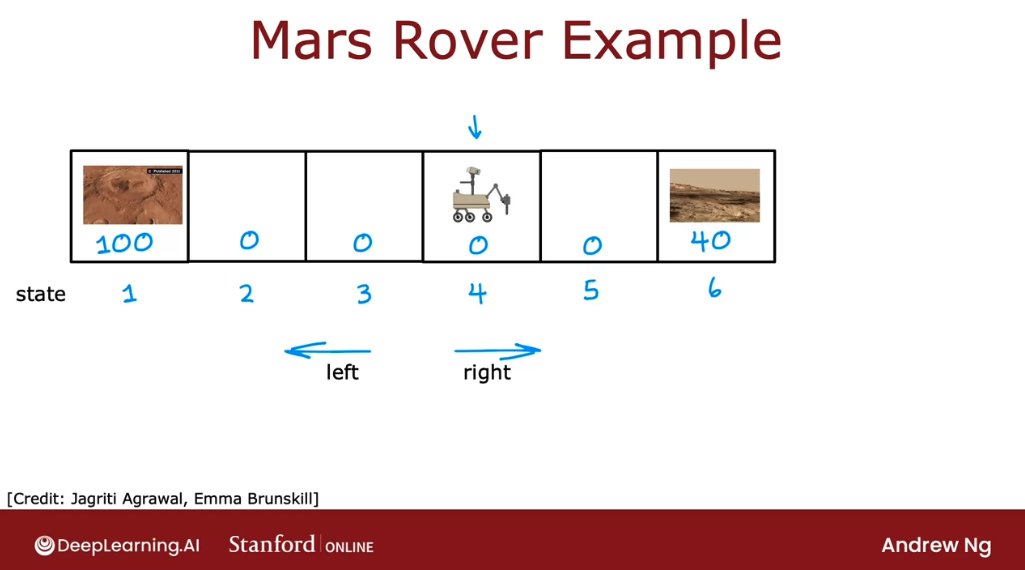 Mars Rover Example
100 0 0 0 0 40
state 1 2 3 4 5 6
left right
[Credit: Jagriti Agrawal, Emma Brunskill]
DeepLearning.AI Stanford ONLINE Andrew Ng